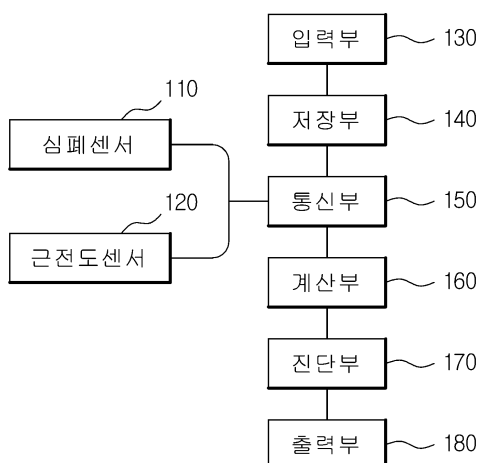 입력부 130
110
심폐센서
저장부 140
120
통신부 150
근전도센서
계산부 160
진단부 170
출력부 180